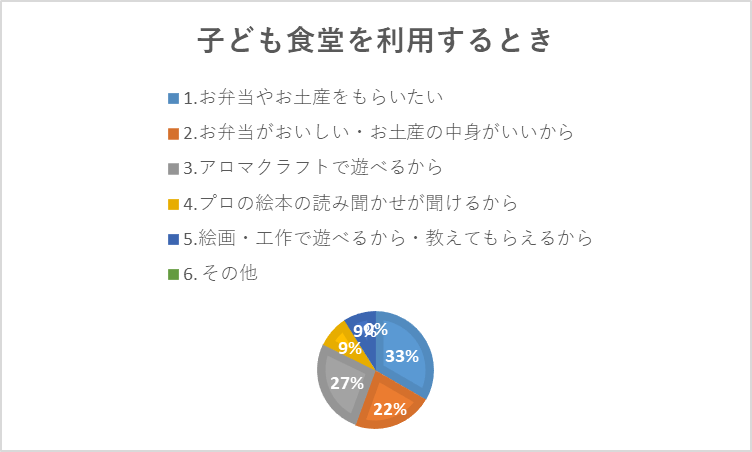 子ども食堂を利用するとき
1.お弁当やお土産をもらいたい
2.お弁当がおいしい・お土産の中身がいいから
3.アロマクラフトで遊べるから
4.プロの絵本の読み聞かせが聞けるから
5.絵画・工作で遊べるから・教えてもらえるから
6. その他
9%
0%
33%
9%
27%
22%